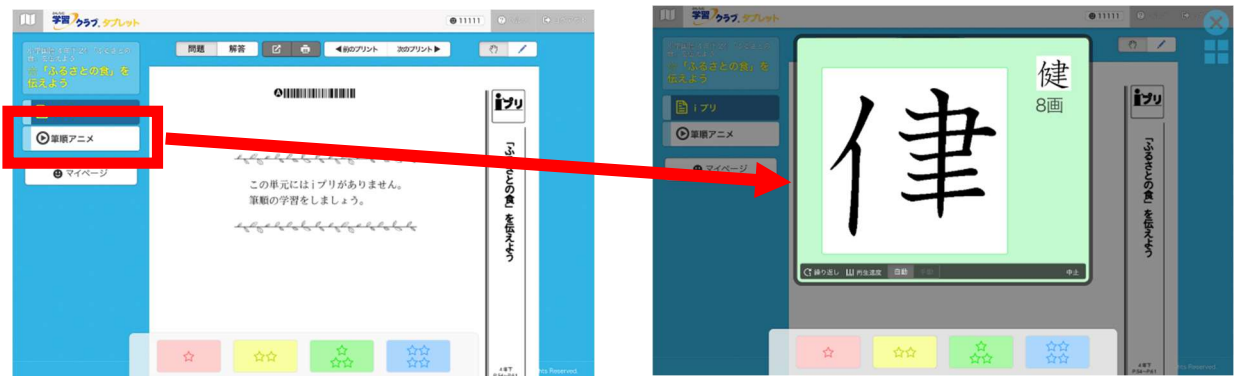 学習クラブ。タブレット
11111
「ふるさとの食」を
伝えよう
筆順アニメ
マイページ
問題
解答
◀前のプリント
次のプリント▶
この単元にはiプリがありません。
筆順の学習をしましょう。
iプリ
「ふるさとの食」を伝えよう
学習クラブ。タブレット
11111
「ふるさとの食」を
伝えよう
iプリ
筆順アニメ
マイページ
健
8画
繰り返し
再生速度
自動
中止
iプリ
「ふるさとの食」を伝えよう